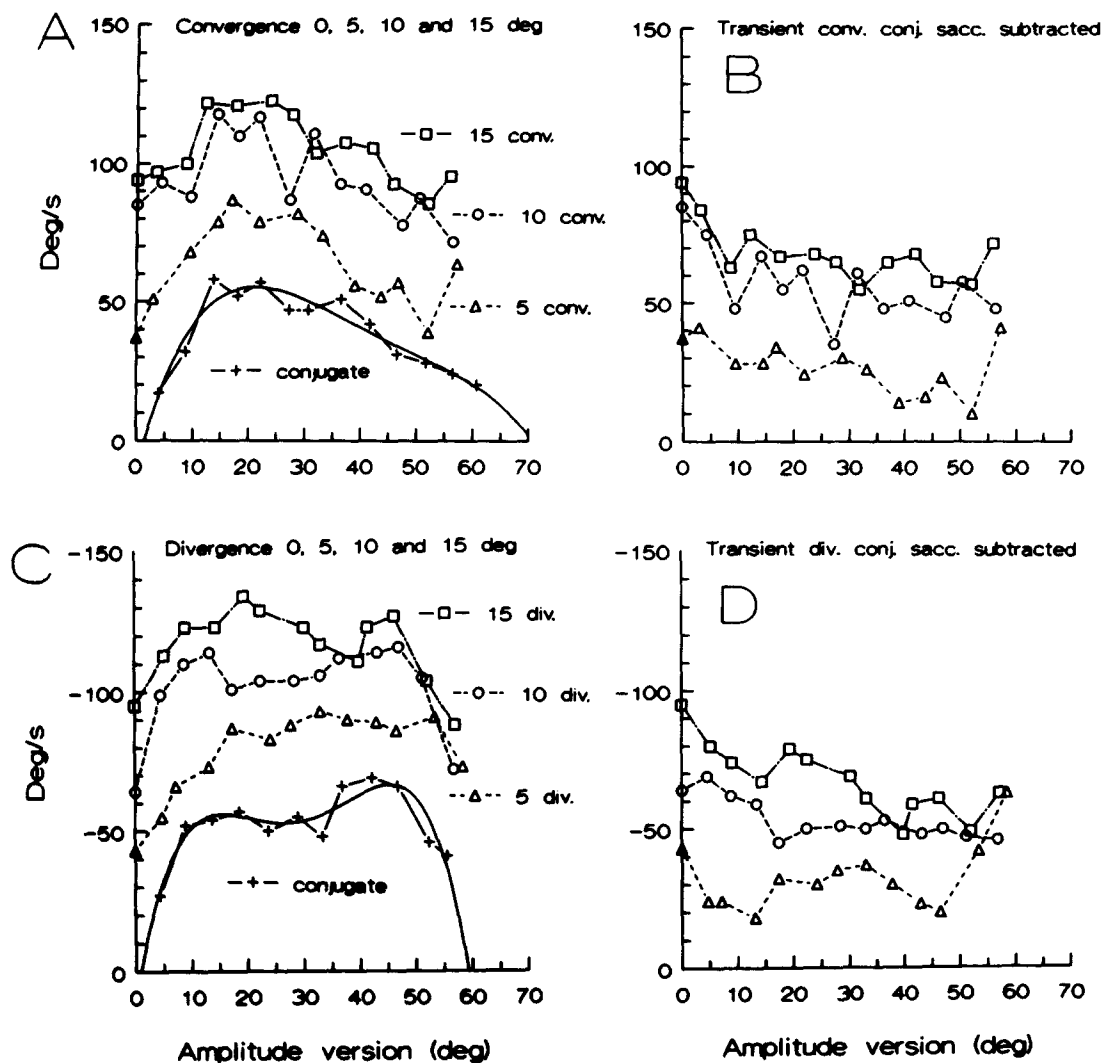 A
Convergence 0, 5, 10 and 15 deg
150
100
50
0
Deg/s
15 conv.
10 conv.
5 conv.
conjugate
0 10 20 30 40 50 60 70
B
Transient conv. conj. sacc. subtracted
150
100
50
0
0 10 20 30 40 50 60 70
C
Divergence 0, 5, 10 and 15 deg
-150
-100
-50
0
Deg/s
15 div.
10 div.
5 div.
conjugate
0 10 20 30 40 50 60 70
Amplitude version (deg)
D
Transient div. conj. sacc. subtracted
-150
-100
-50
0
0 10 20 30 40 50 60 70
Amplitude version (deg)